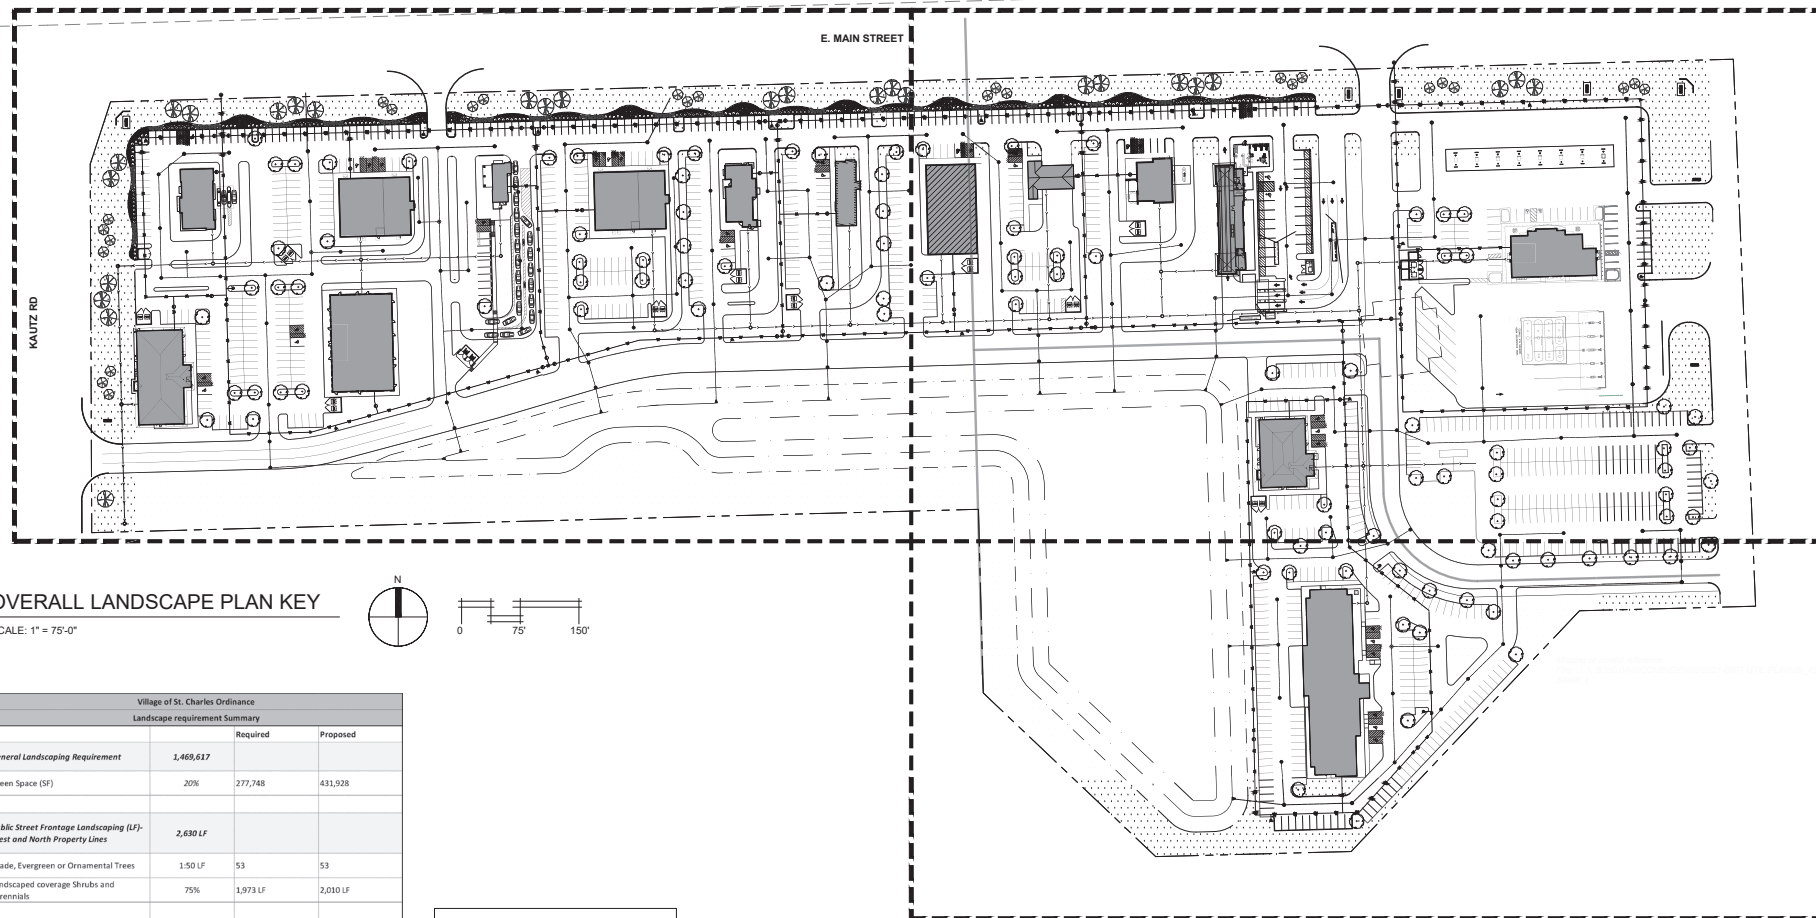 E. MAIN STREET
KAUTZ RD
N
OVERALL LANDSCAPE PLAN KEY
CALE: 1" = 75'-0"
0 75' 150'
Village of St. Charles Ordinance
Landscape requirement Summary
Required Proposed
eneral Landscaping Requirement 1,469,617
een Space (SF) 20% 277,748 431,928
blic Street Frontage Landscaping (LF)-
est and North Property Lines 2,630 LF
ade, Evergreen or Ornamental Trees 1:50 LF 53 53
ndscaped coverage Shrubs and
rennials 75% 1,973 LF 2,010 LF